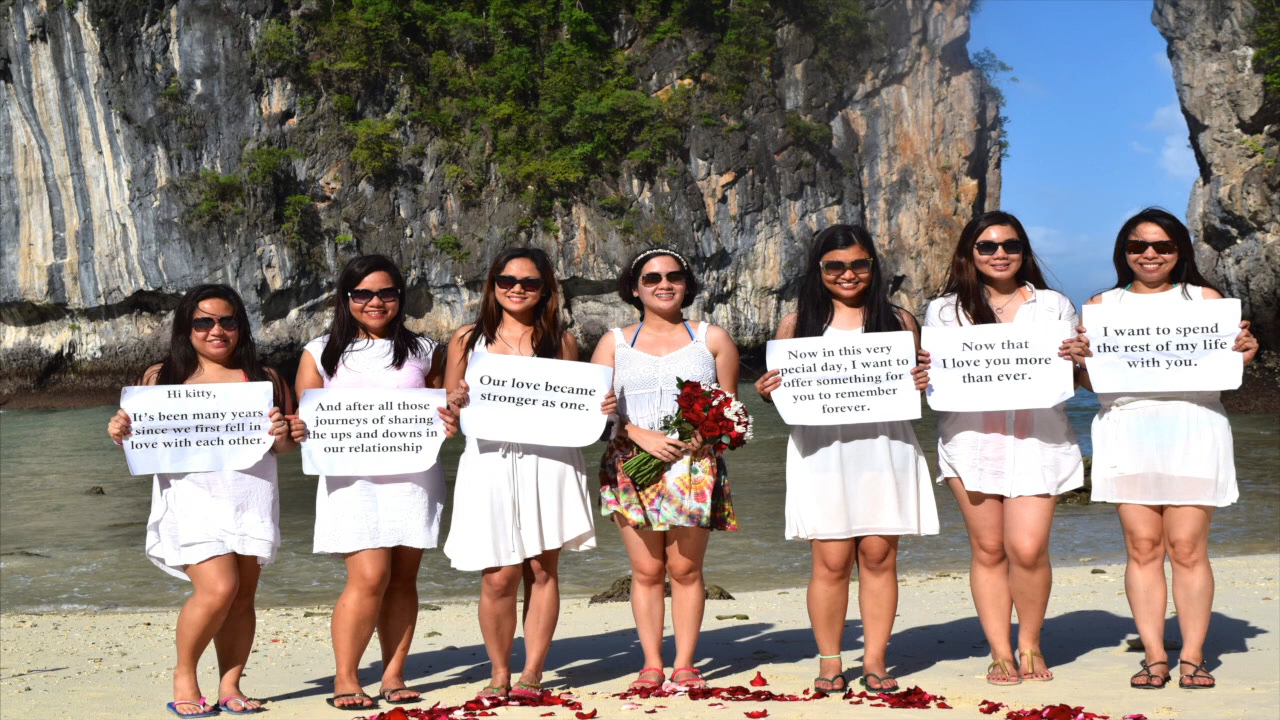 Hi kitty,
It's been many years
since we first fell in
love with each other.
And after all those
journeys of sharing
the ups and downs in
our relationship
Our love became
stronger as one.
Now in this very
pecial day, I want to
offer something for
you to remember
forever.
Now that
I love you more
than ever.
I want to spend
the rest of my life
with you.